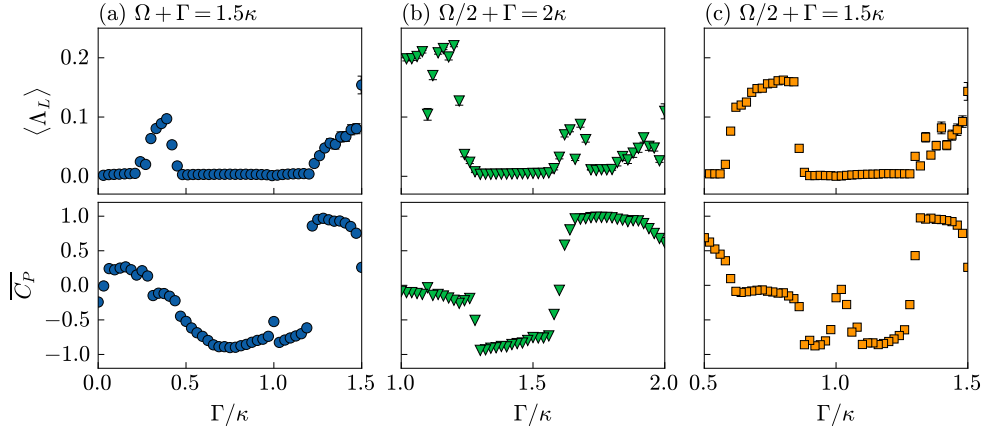 (a) Ω + Γ = 1.5κ
(b) Ω/2 + Γ = 2κ
(c) Ω/2 + Γ = 1.5κ
⟨Λ_L⟩
0.2
0.1
0.0
\overline{C_P}
1.0
0.5
0.0
−0.5
−1.0
0.0 0.5 1.0 1.5
1.0 1.5 2.0
0.5 1.0 1.5
Γ/κ
Γ/κ
Γ/κ